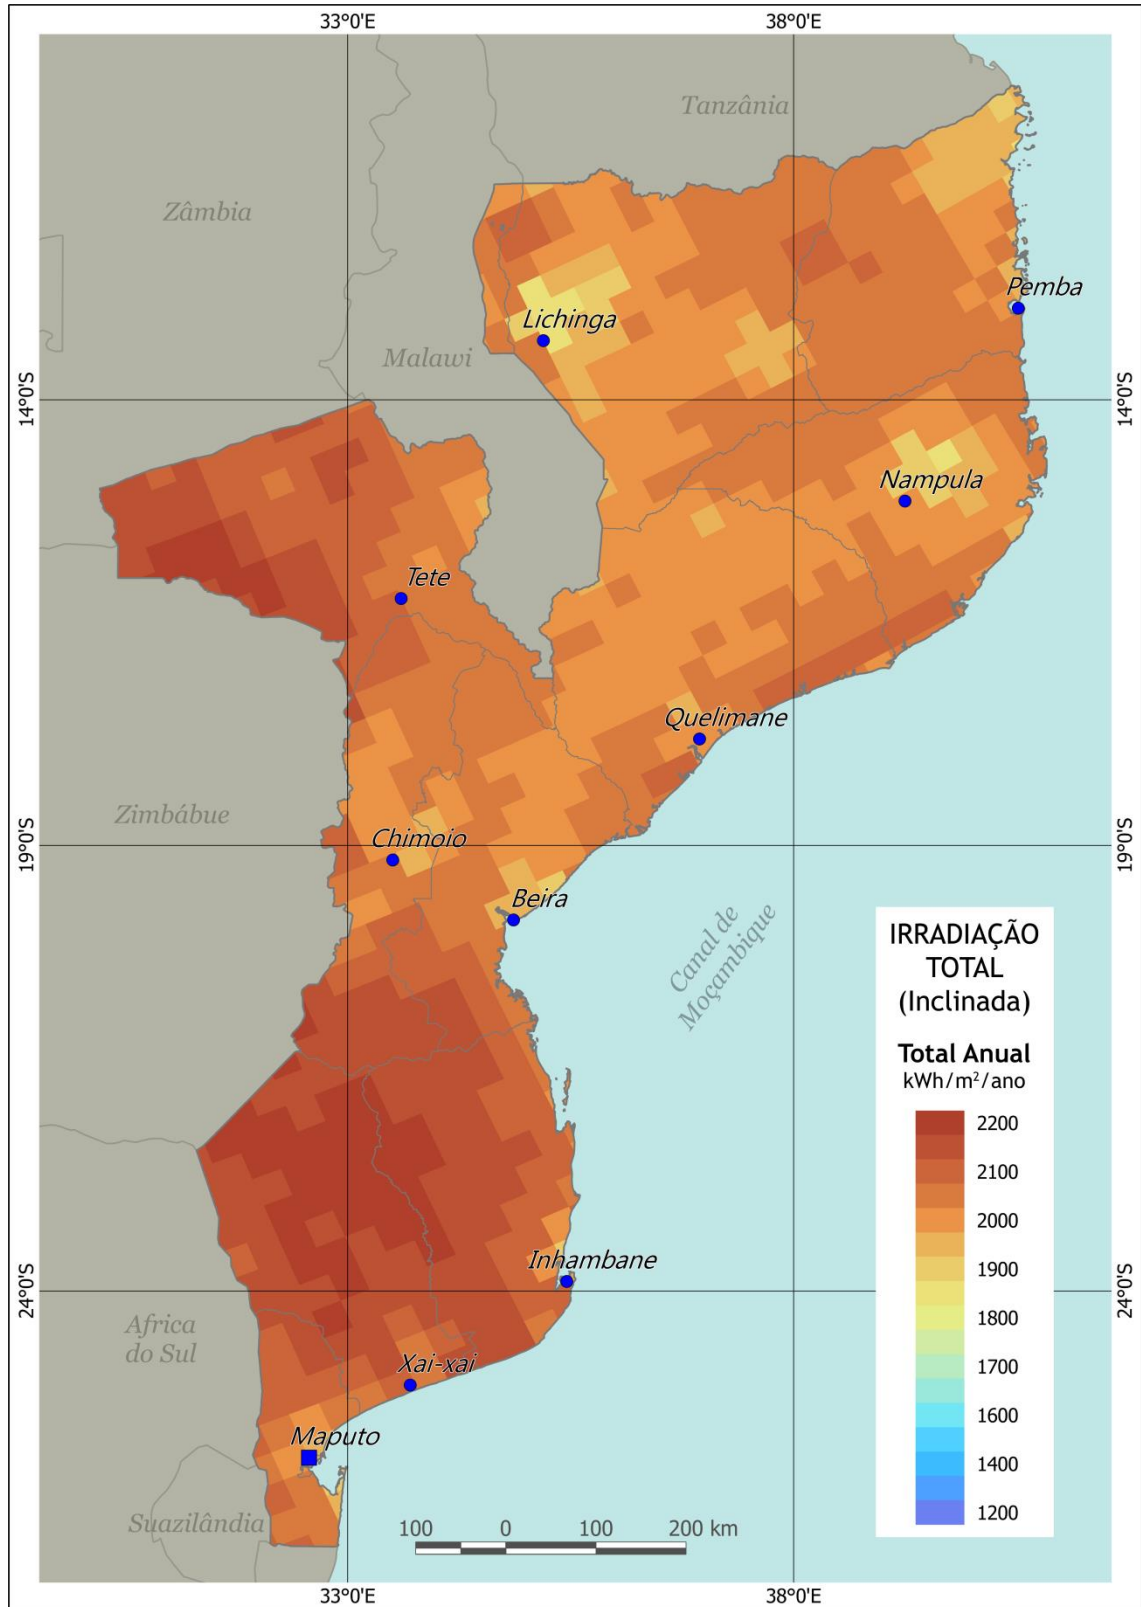 33°0'E
38°0'E
Tanzânia
Zâmbia
Pemba
Lichinga
Malawi
14°0'S
14°0'S
Nampula
Tete
Quelimane
Zimbábue
Chimoio
19°0'S
19°0'S
Beira
Canal de
Moçambique
IRRADIAÇÃO
TOTAL
(Inclinada)
Total Anual
kWh/m²/ano
2200
2100
2000
1900
1800
1700
1600
1400
1200
Inhambane
24°0'S
24°0'S
Africa
do Sul
Xai-xai
Maputo
Suazilândia
100 0 100 200 km
33°0'E
38°0'E